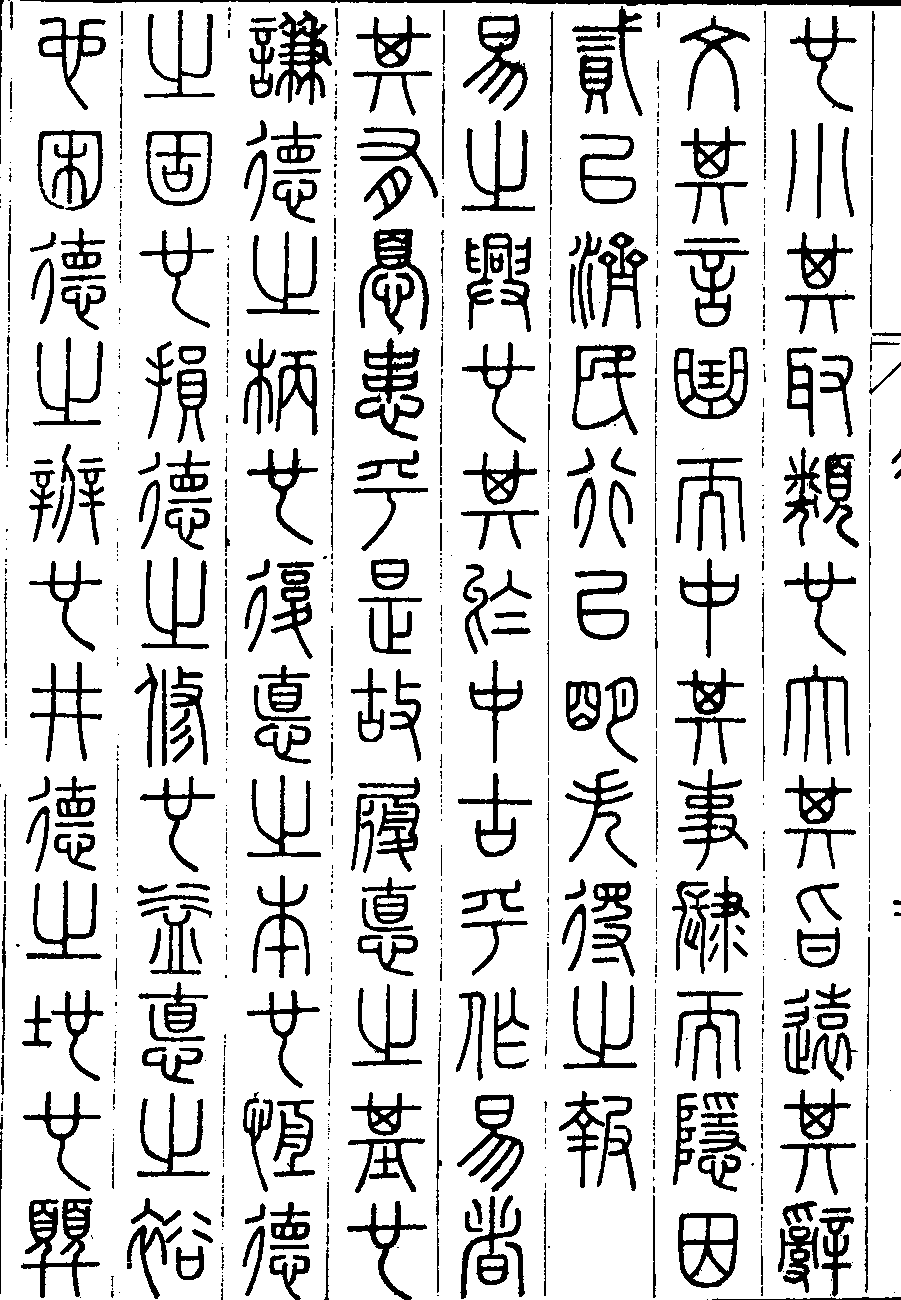 也小其取類也大其旨遠其辭
文其言曲而中其事肆而隱因
貳以濟民行以明失得之報
易之興也其於中古乎作易者
其有憂患乎是故履悳之基也
謙德之柄也復悳之本也恆德
之固也損德之修也益悳之裕
也困德之辨也井德之地也顨